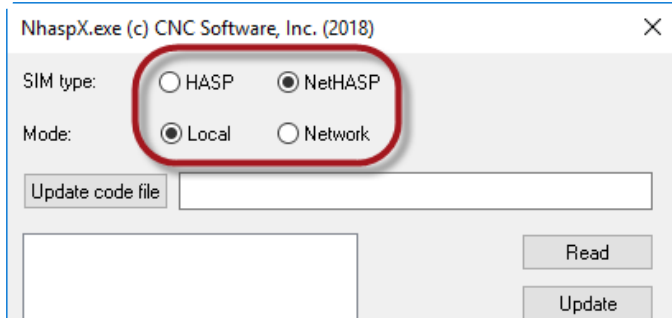 NhaspX.exe (c) CNC Software, Inc. (2018)
SIM type: HASP NetHASP
Mode: Local Network
Update code file
Read
Update